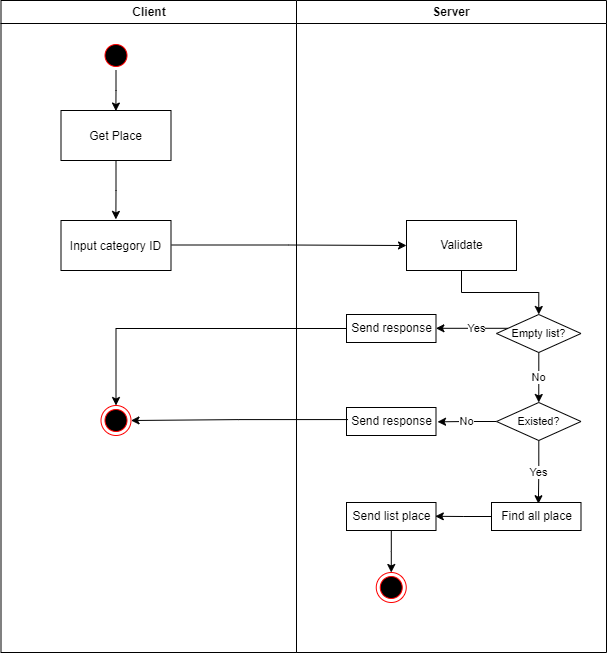 Client
Server
Get Place
Input category ID
Validate
Send response
Yes
Empty list?
No
Send response
No
Existed?
Yes
Send list place
Find all place